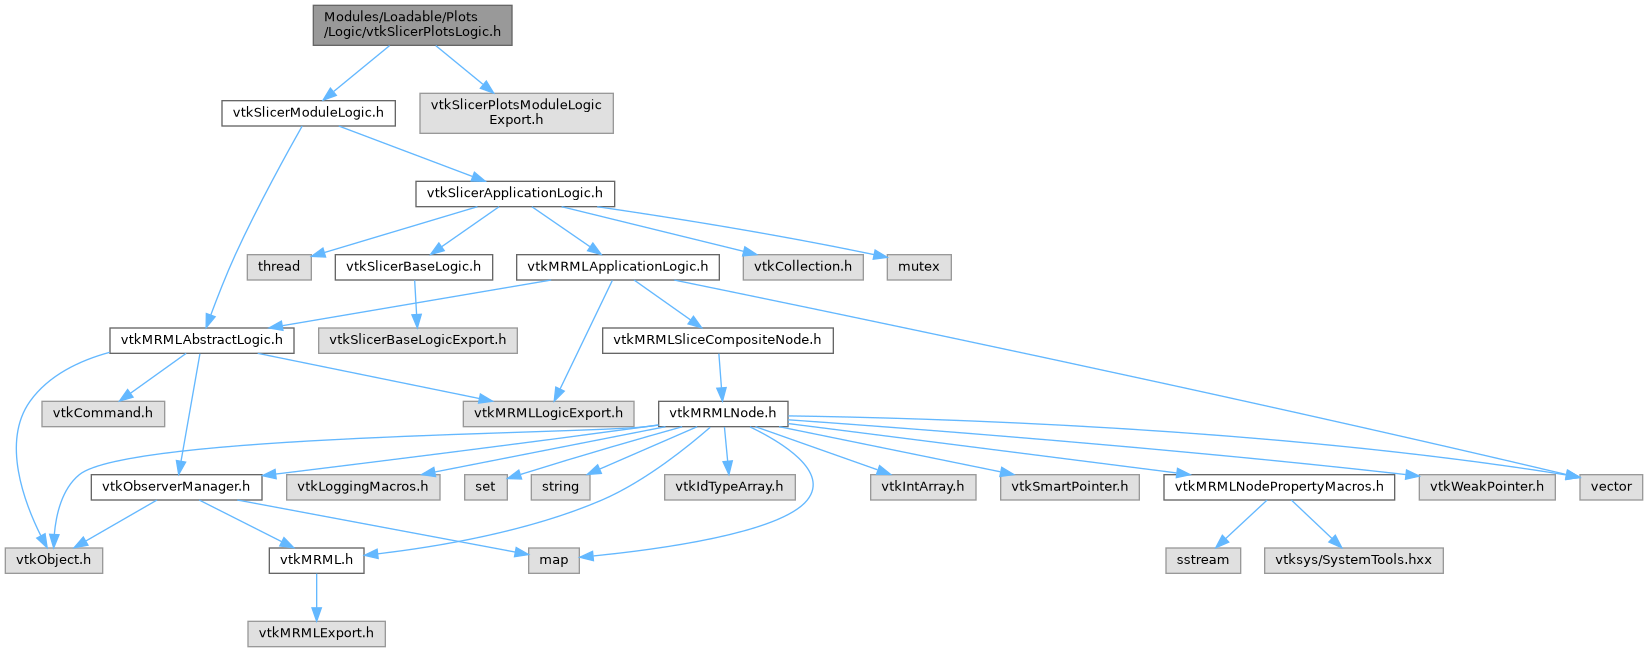 Modules/Loadable/Plots
/Logic/vtkSlicerPlotsLogic.h
vtkSlicerModuleLogic.h
vtkSlicerPlotsModuleLogic
Export.h
vtkSlicerApplicationLogic.h
thread
vtkSlicerBaseLogic.h
vtkMRMLApplicationLogic.h
vtkCollection.h
mutex
vtkMRMLAbstractLogic.h
vtkSlicerBaseLogicExport.h
vtkMRMLSliceCompositeNode.h
vtkCommand.h
vtkMRMLLogicExport.h
vtkMRMLNode.h
vtkObserverManager.h
vtkLoggingMacros.h
set
string
vtkIdTypeArray.h
vtkIntArray.h
vtkSmartPointer.h
vtkMRMLNodePropertyMacros.h
vtkWeakPointer.h
vector
vtkObject.h
vtkMRML.h
map
sstream
vtksys/SystemTools.hxx
vtkMRMLExport.h